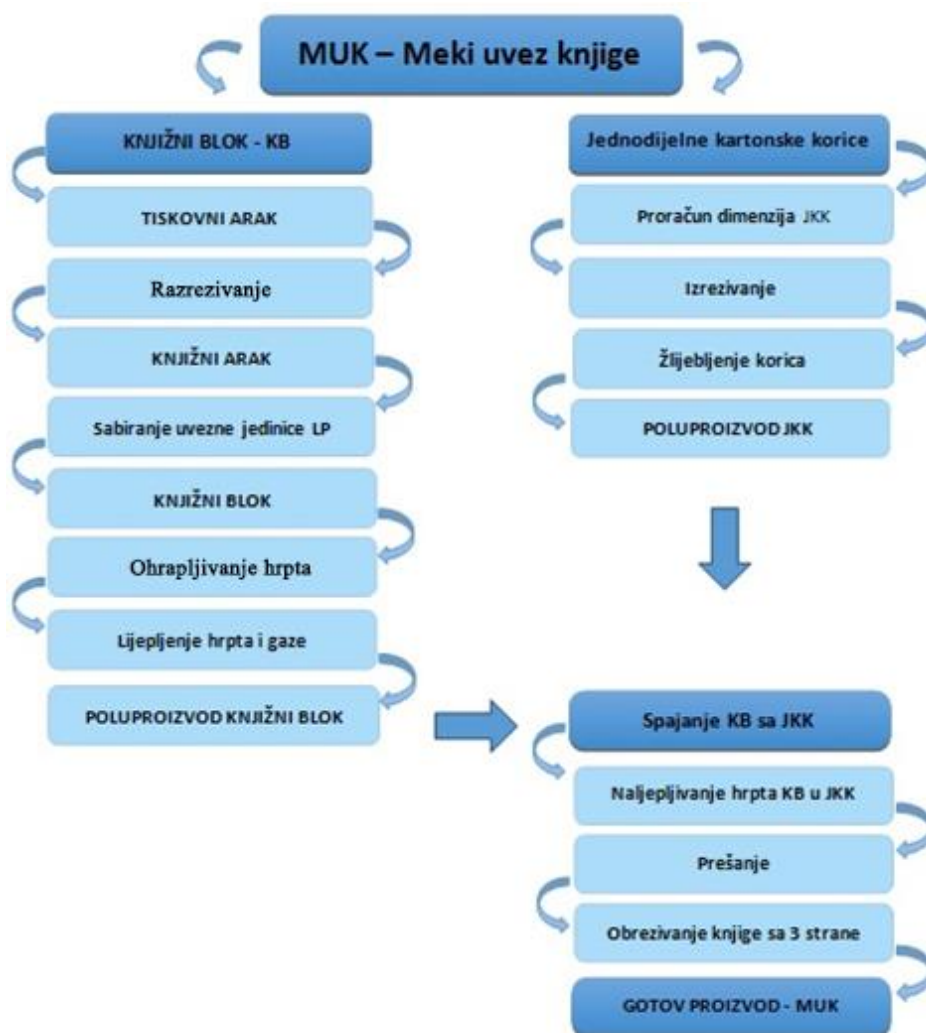 MUK – Meki uvez knjige
KNJIŽNI BLOK - KB
TISKOVNI ARAK
Razrezivanje
KNJIŽNI ARAK
Sabiranje uvezne jedinice LP
KNJIŽNI BLOK
Ohrapljivanje hrpta
Lijepljenje hrpta i gaze
POLUPROIZVOD KNJIŽNI BLOK
Jednodijelne kartonske korice
Proračun dimenzija JKK
Izrezivanje
Žlijebljenje korica
POLUPROIZVOD JKK
Spajanje KB sa JKK
Naljepljivanje hrpta KB u JKK
Prešanje
Obrezivanje knjige sa 3 strane
GOTOV PROIZVOD - MUK